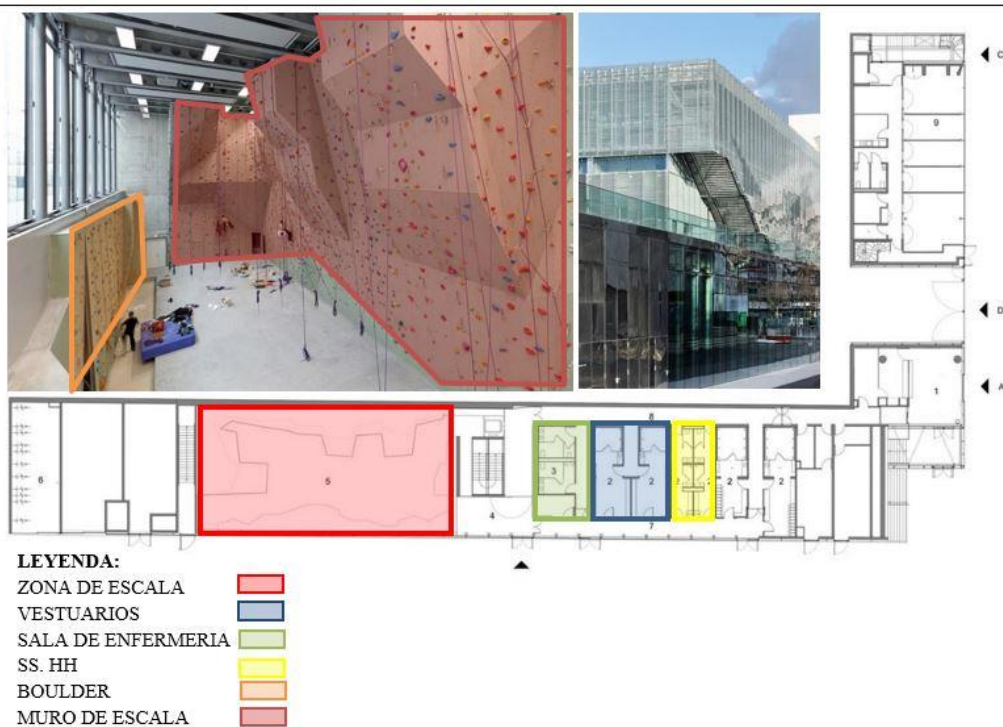 C
9
D
1
A
8
6
5
3
2
2
2
2
2
2
4
7
LEYENDA:
ZONA DE ESCALA
VESTUARIOS
SALA DE ENFERMERIA
SS. HH
BOULDER
MURO DE ESCALA